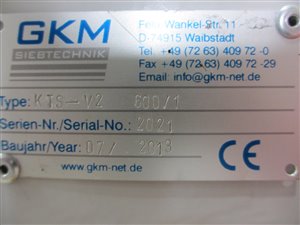 GKM
SIEBTECHNIK
Felix-Wankel-Str. 11
D-74915 Waibstadt
Tel +49 (72 63) 409 72 -0
Fax +49 (72 63) 409 72 -29
Email : info@gkm-net.de
Type: KTS-V2 600/1
Serien-Nr./Serial-No.: 2021
Baujahr/Year: 07/ 2013
www.gkm-net.de
CE